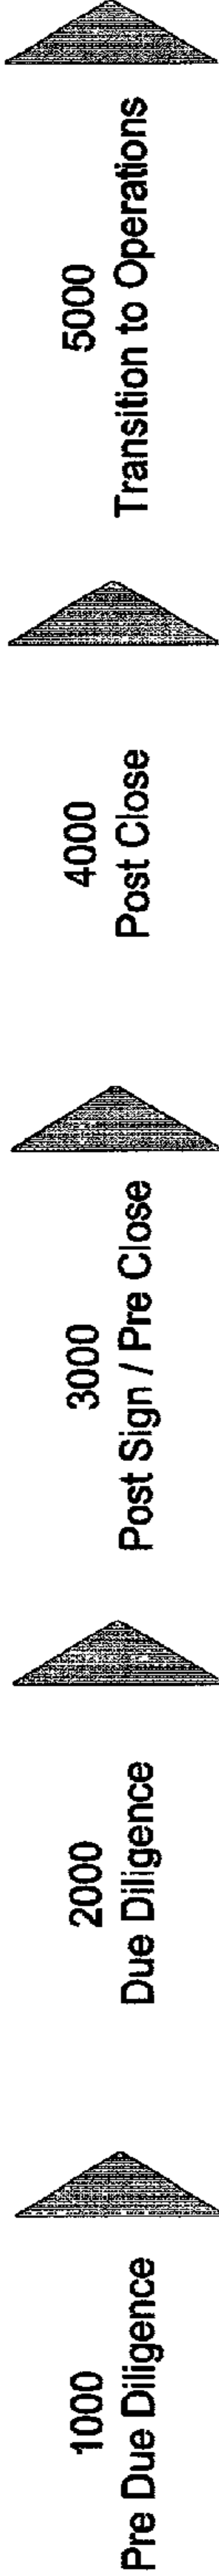 1000
Pre Due Diligence
2000
Due Diligence
3000
Post Sign / Pre Close
4000
Post Close
5000
Transition to Operations